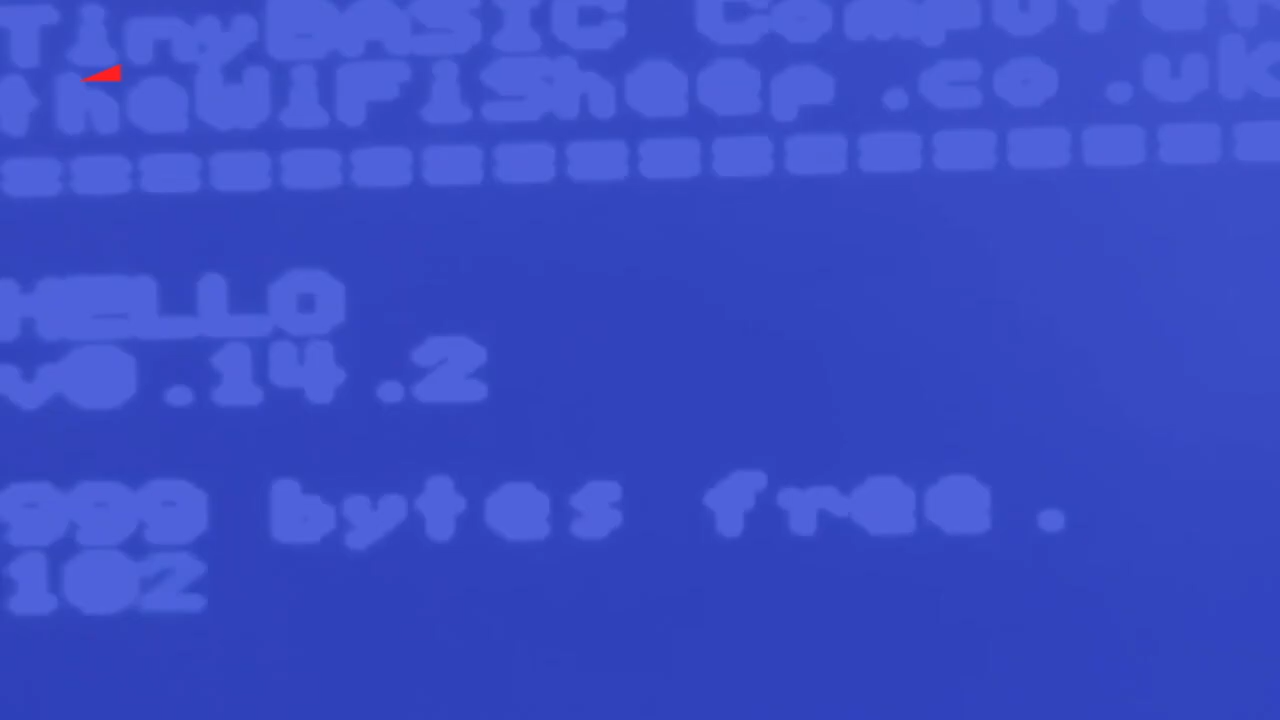 TinyBASIC Computer
theWiFiSheep.co.uk
==================
HELLO
v0.14.2
999 bytes free.
102